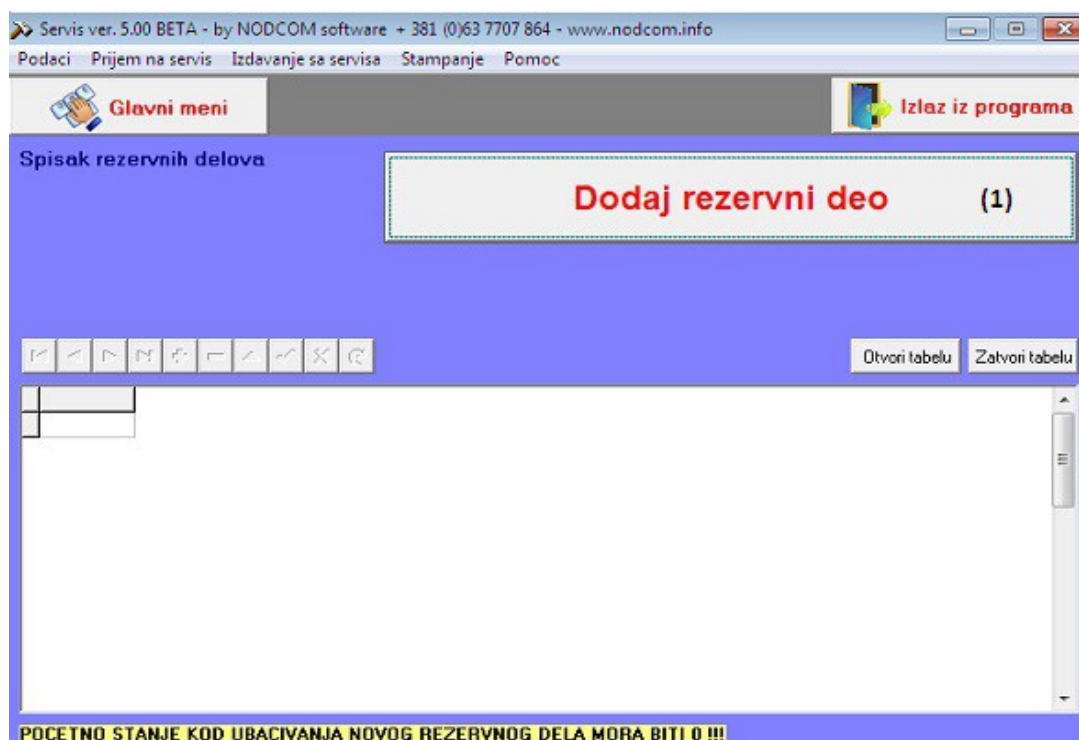 Servis ver. 5.00 BETA - by NODCOM software + 381 (0)63 7707 864 - www.nodcom.info
Podaci Prijem na servis Izdavanje sa servisa Stampanje Pomoc
Glavni meni
Izlaz iz programa
Spisak rezervnih delova
Dodaj rezervni deo (1)
Otvori tabelu Zatvori tabelu
POCETNO STANJE KOD UBACIVANJA NOVOG REZERVNOG DELA MORA BITI 0 !!!